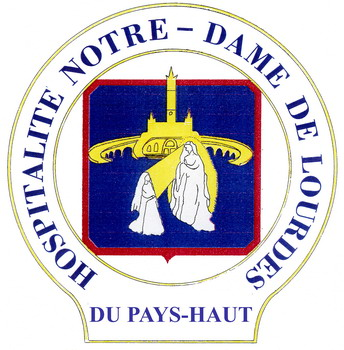 HOSPITALITE NOTRE – DAME DE LOURDES
DU PAYS-HAUT